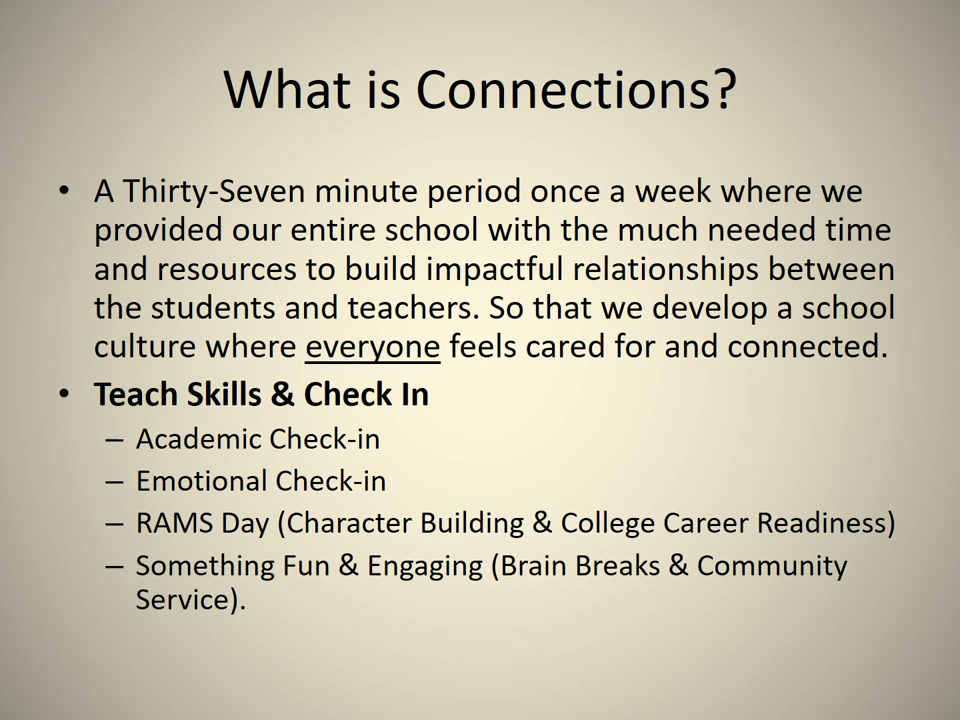 What is Connections?
• A Thirty-Seven minute period once a week where we
provided our entire school with the much needed time
and resources to build impactful relationships between
the students and teachers. So that we develop a school
culture where everyone feels cared for and connected.
• Teach Skills & Check In
– Academic Check-in
– Emotional Check-in
– RAMS Day (Character Building & College Career Readiness)
– Something Fun & Engaging (Brain Breaks & Community
Service).